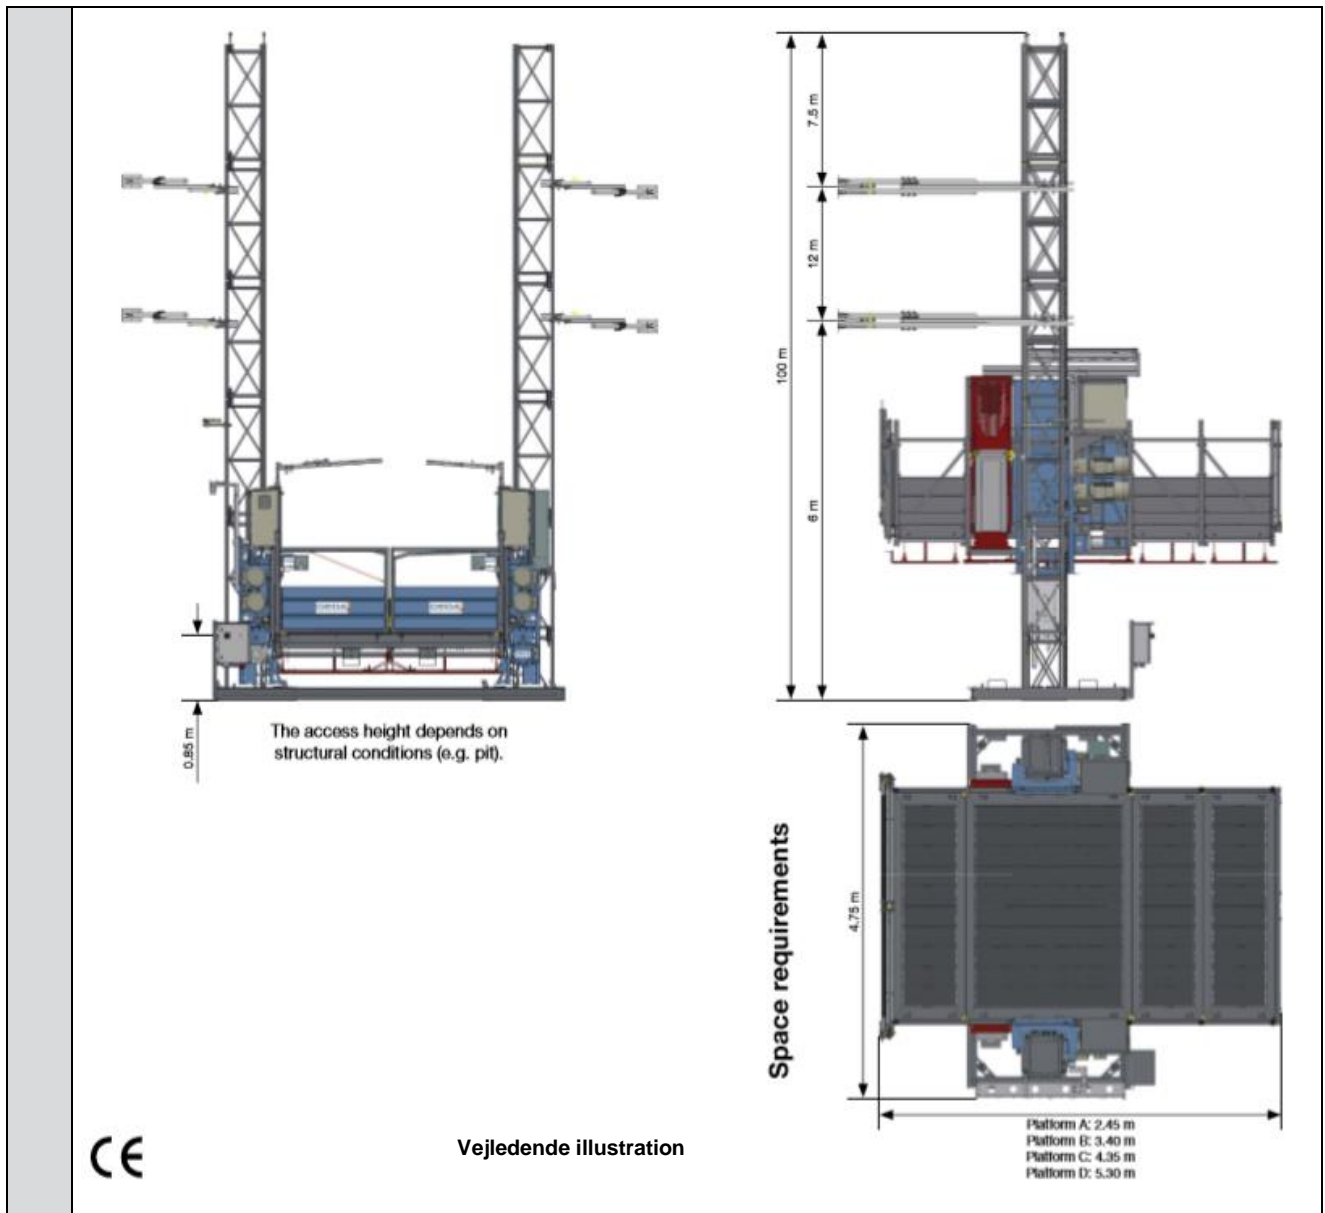 7.5 m
12 m
100 m
6 m
0.85 m
The access height depends on
structural conditions (e.g. pit).
Space requirements
4.75 m
Platform A: 2.45 m
Platform B: 3.40 m
Platform C: 4.35 m
Platform D: 5.30 m
Vejledende illustration
CE